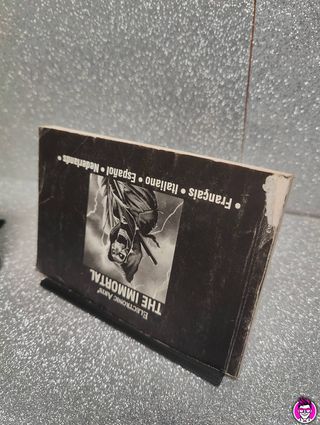 ELECTRONIC ARTS®
THE IMMORTAL
• Français • Italiano • Español • Nederlands •